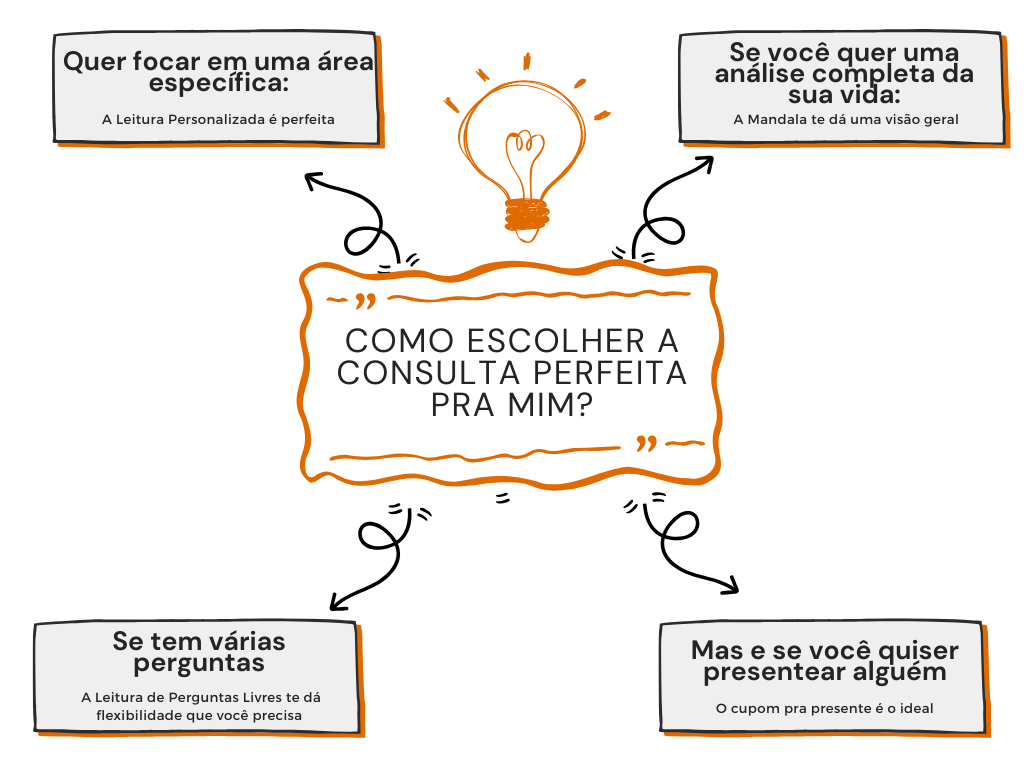 Quer focar em uma área
específica:
A Leitura Personalizada é perfeita
Se você quer uma
análise completa da
sua vida:
A Mandala te dá uma visão geral
”
COMO ESCOLHER A
CONSULTA PERFEITA
PRA MIM?
”
Se tem várias
perguntas
A Leitura de Perguntas Livres te dá
flexibilidade que você precisa
Mas e se você quiser
presentear alguém
O cupom pra presente é o ideal